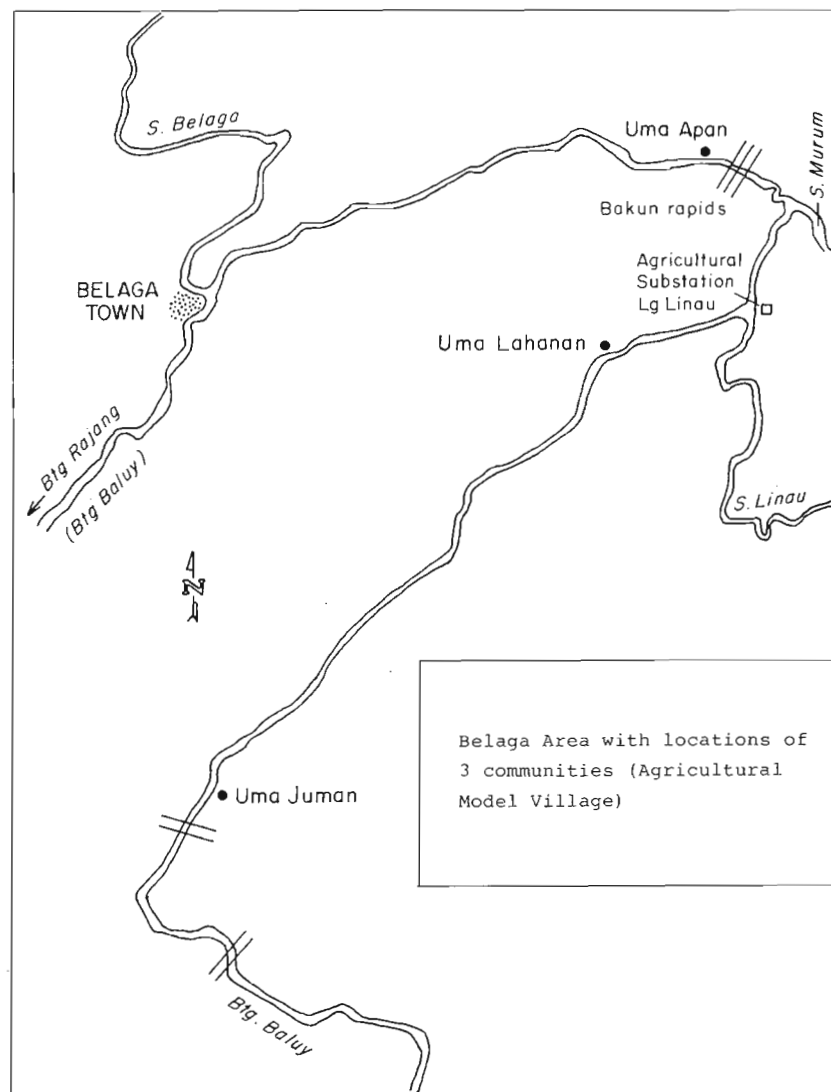 S. Belaga
Uma Apan
S. Murum
Bakun rapids
Agricultural
Substation
Lg Linau
BELAGA
TOWN
Uma Lahanan
Btg Rajang
(Btg Baluy)
S. Linau
N
Belaga Area with locations of
3 communities (Agricultural
Model Village)
Uma Juman
Btg. Baluy